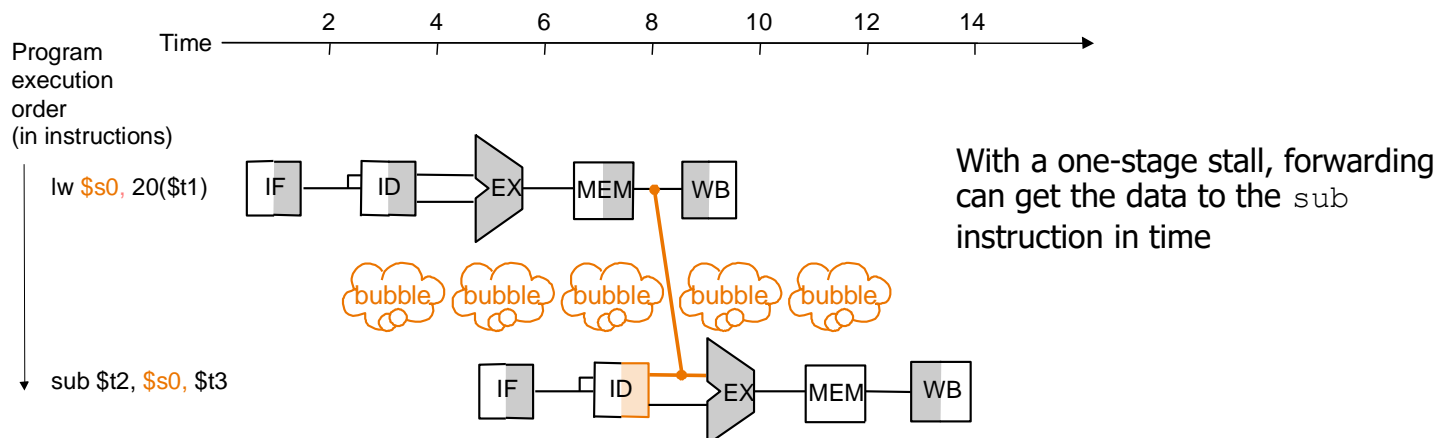 2 4 6 8 10 12 14
Time
Program
execution
order
(in instructions)
lw $s0, 20($t1)
IF ID EX MEM WB
With a one-stage stall, forwarding
can get the data to the sub
instruction in time
bubble bubble bubble bubble bubble
sub $t2, $s0, $t3
IF ID EX MEM WB